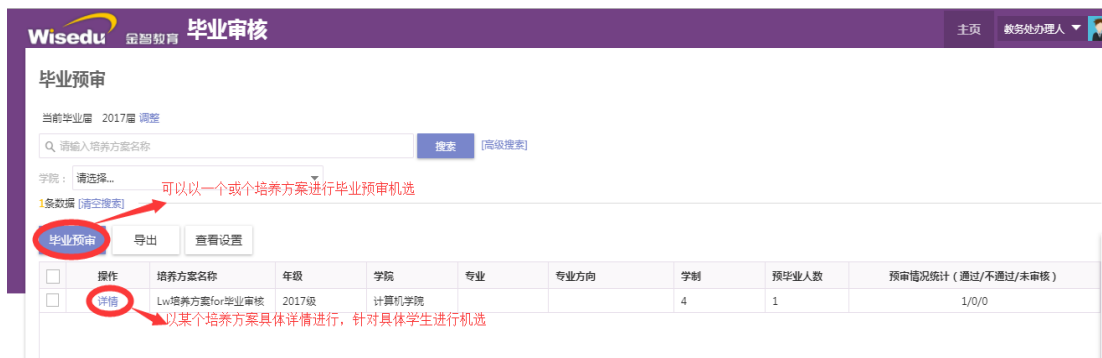 Wisedu 金智教育 毕业审核 主页 教务处办理人
毕业预审
当前毕业届 2017届 调整
请输入培养方案名称 搜索 [高级搜索]
学院： 请选择...
可以以一个或个培养方案进行毕业预审机选
1条数据 [清空搜索]
毕业预审 导出 查看设置
操作 培养方案名称 年级 学院 专业 专业方向 学制 预毕业人数 预审情况统计（通过/不通过/未审核）
详情 Lw培养方案for毕业审核 2017级 计算机学院 4 1 1/0/0
以某个培养方案具体详情进行，针对具体学生进行机选